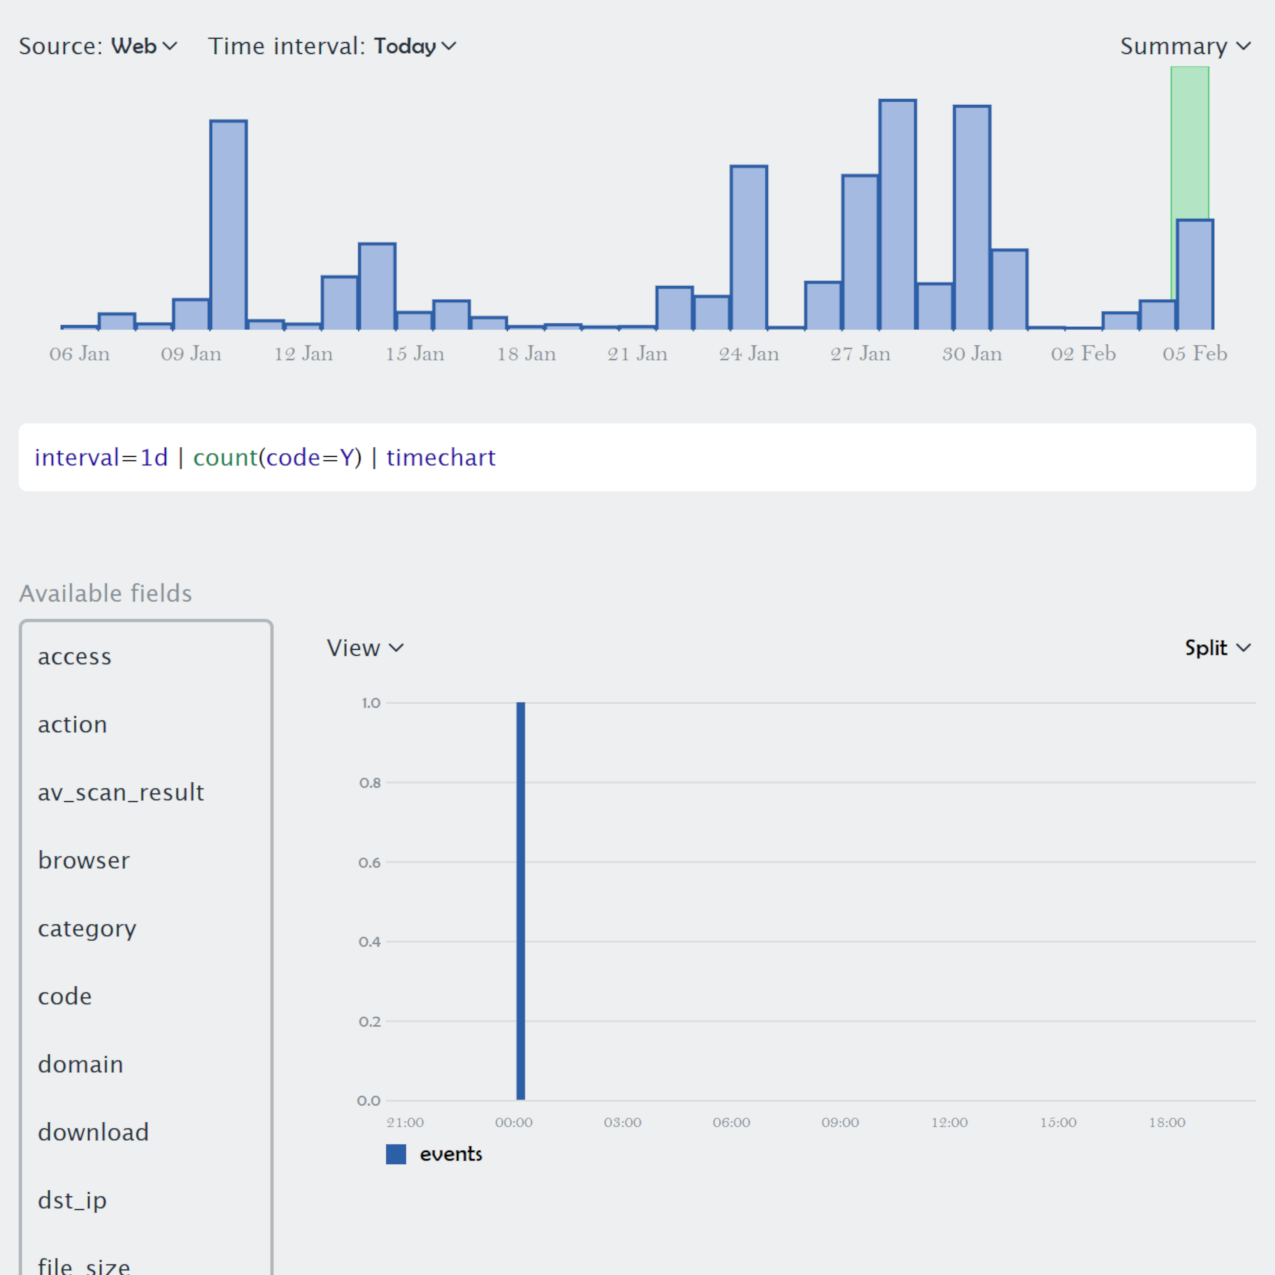 Source: Web Time interval: Today Summary
06 Jan 09 Jan 12 Jan 15 Jan 18 Jan 21 Jan 24 Jan 27 Jan 30 Jan 02 Feb 05 Feb
interval=1d | count(code=Y) | timechart
Available fields
access
action
av_scan_result
browser
category
code
domain
download
dst_ip
file_size
View Split
1.0
0.8
0.6
0.4
0.2
0.0
21:00 00:00 03:00 06:00 09:00 12:00 15:00 18:00
events